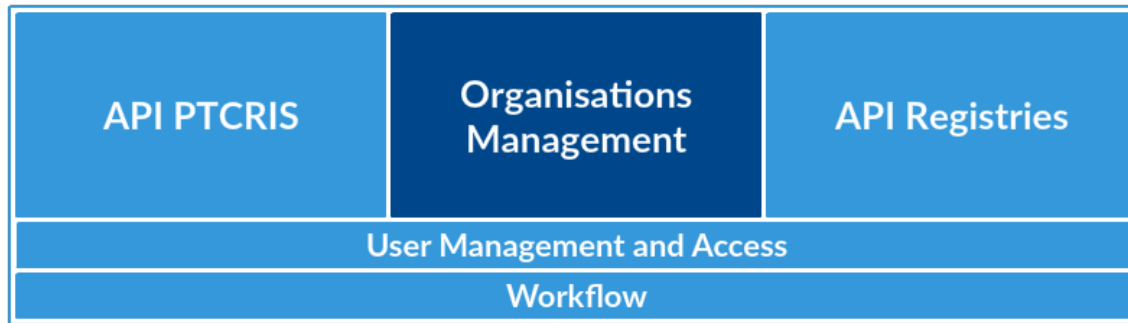 API PTCRIS
Organisations
Management
API Registries
User Management and Access
Workflow